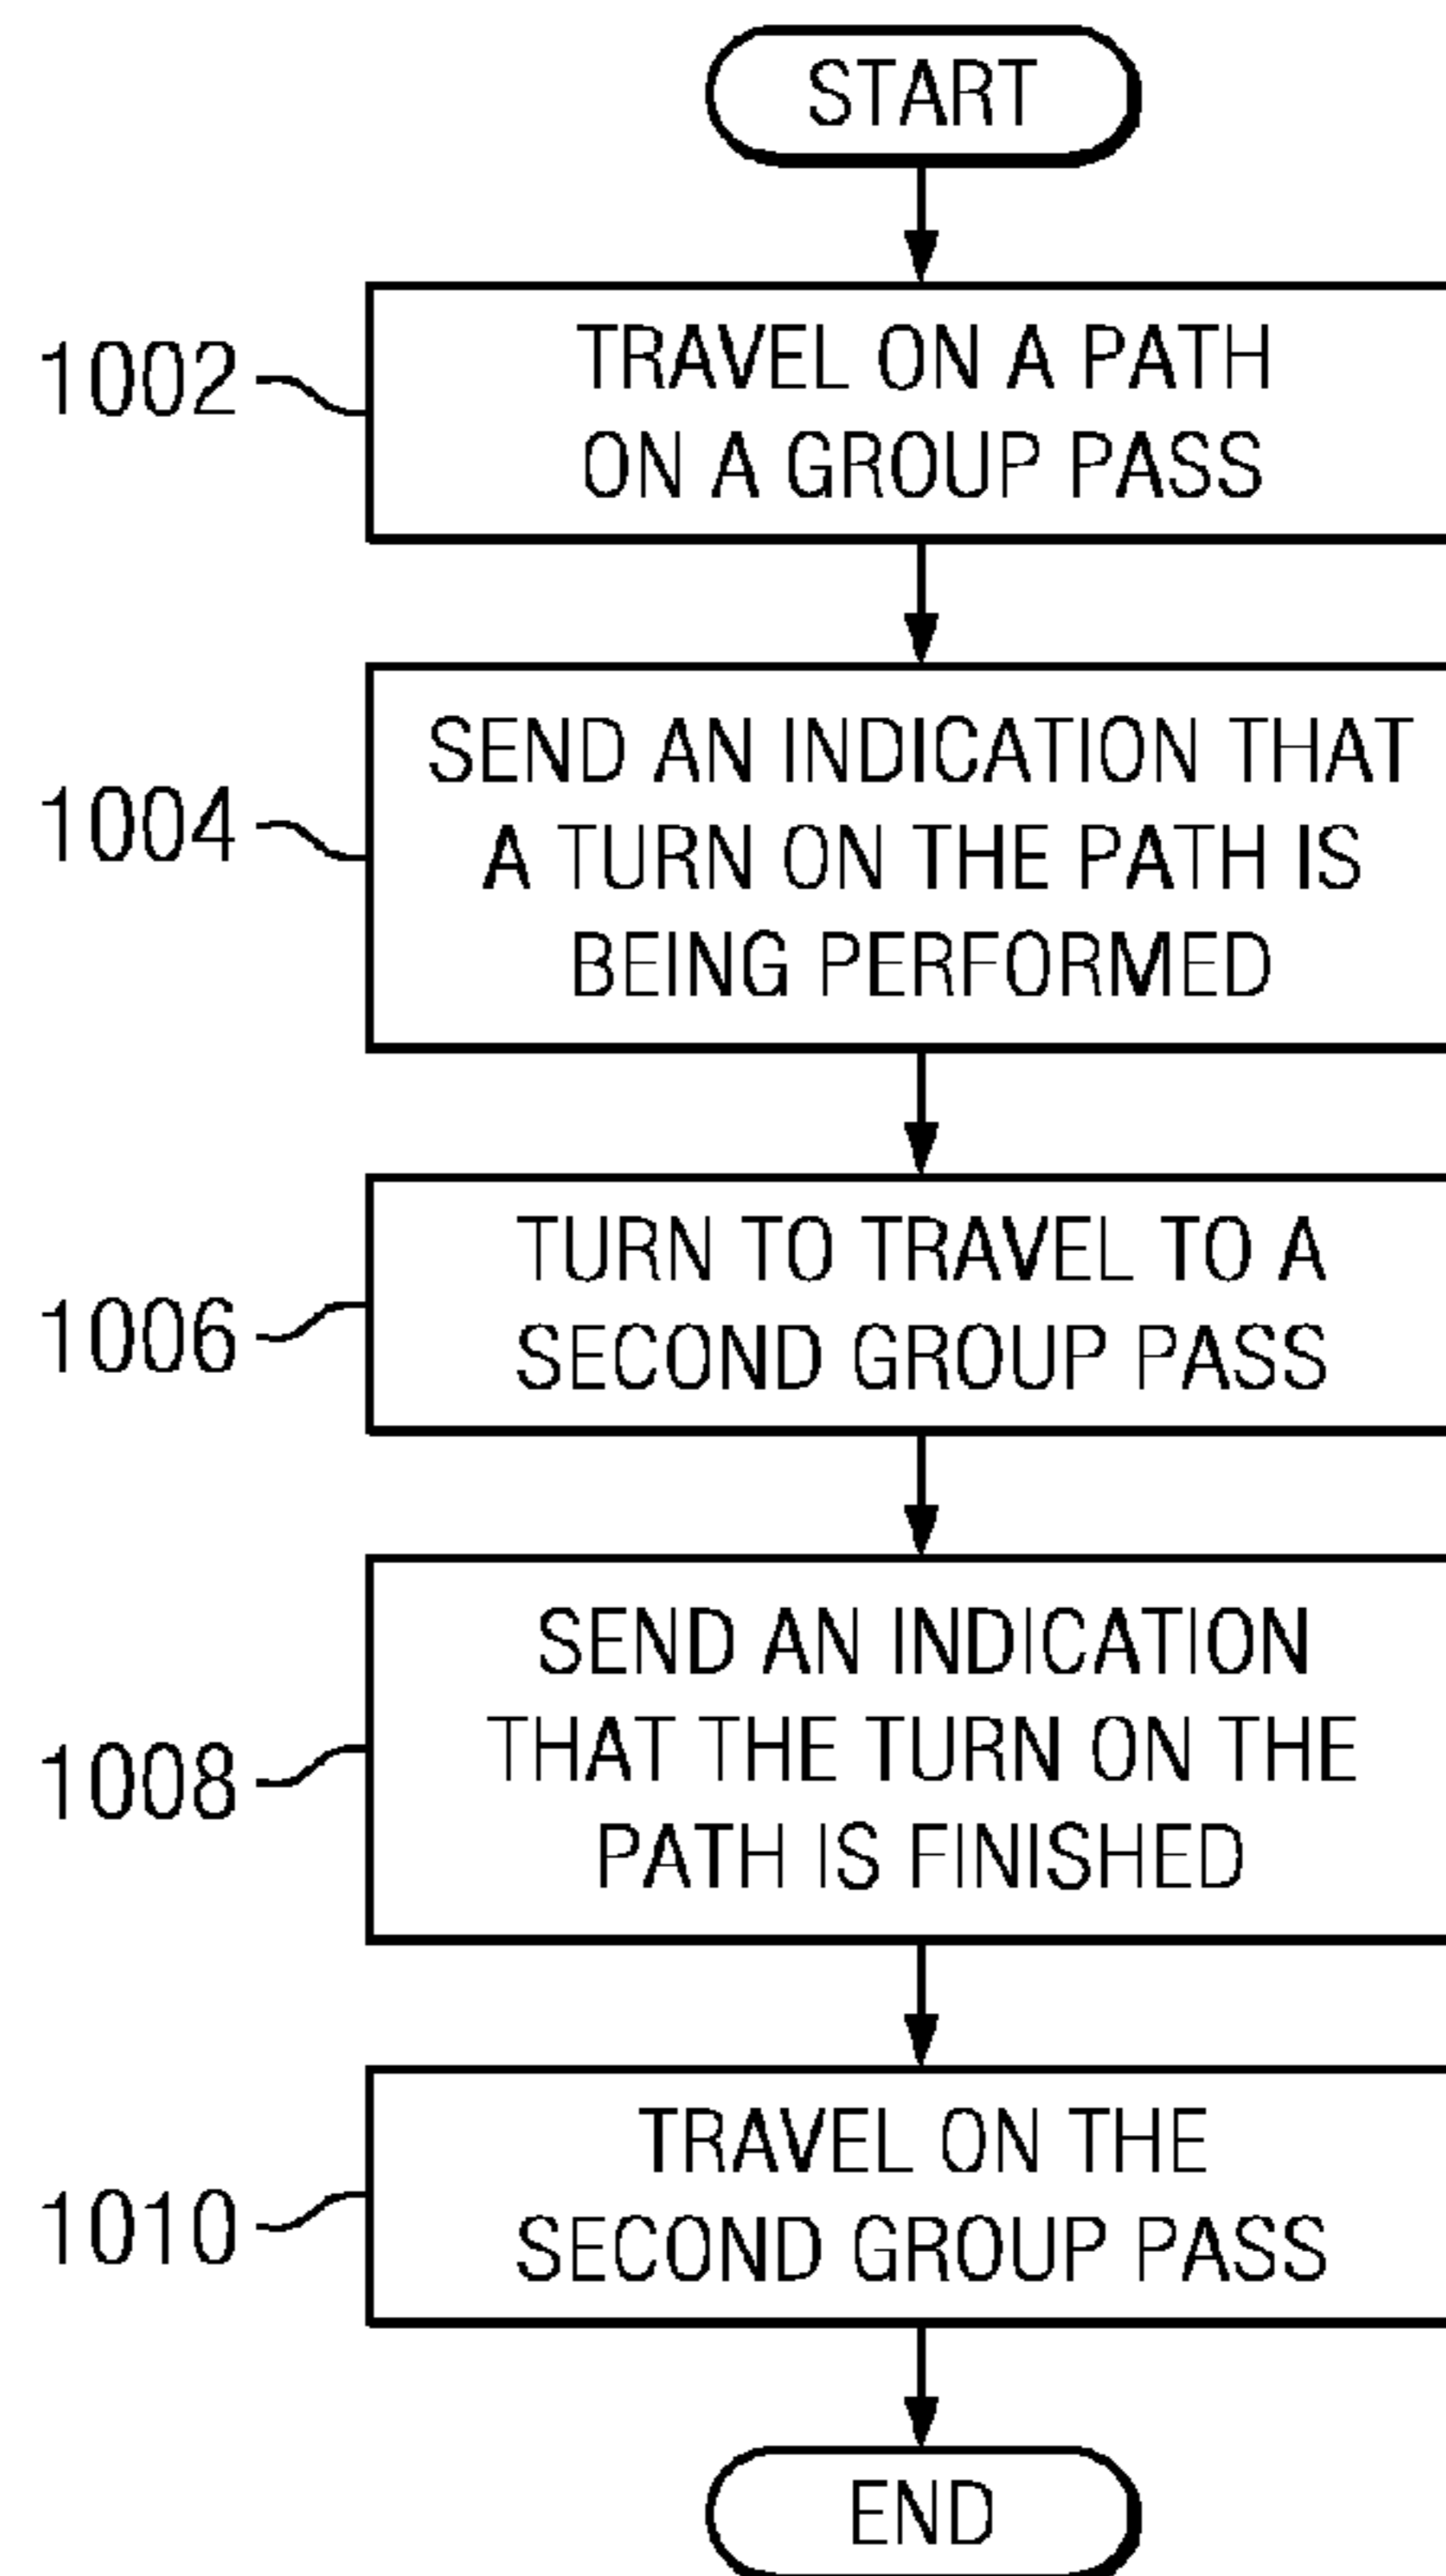 START
1002
TRAVEL ON A PATH
ON A GROUP PASS
1004
SEND AN INDICATION THAT
A TURN ON THE PATH IS
BEING PERFORMED
1006
TURN TO TRAVEL TO A
SECOND GROUP PASS
1008
SEND AN INDICATION
THAT THE TURN ON THE
PATH IS FINISHED
1010
TRAVEL ON THE
SECOND GROUP PASS
END